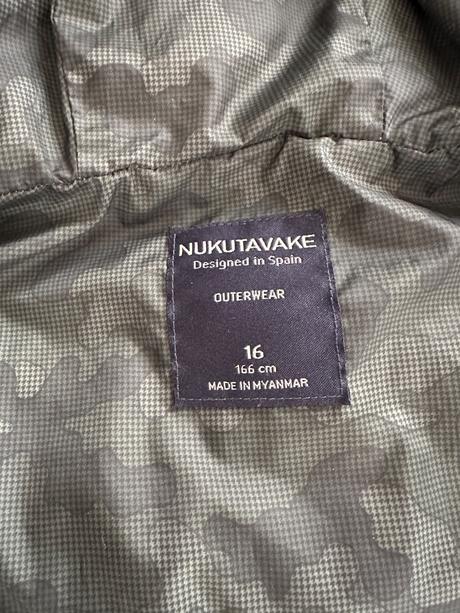 NUKUTAVAKE
Designed in Spain
OUTERWEAR
16
166 cm
MADE IN MYANMAR